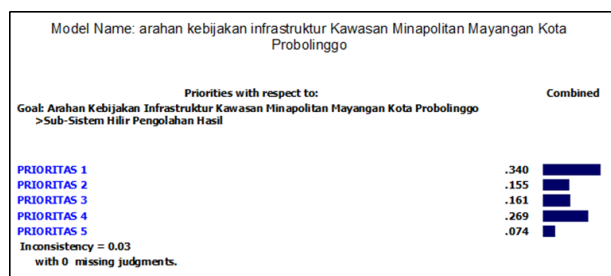 Model Name: arahan kebijakan infrastruktur Kawasan Minapolitan Mayangan Kota
Probolinggo
Priorities with respect to: Combined
Goal: Arahan Kebijakan Infrastruktur Kawasan Minapolitan Mayangan Kota Probolinggo
>Sub-Sistem Hilir Pengolahan Hasil
PRIORITAS 1 .340
PRIORITAS 2 .155
PRIORITAS 3 .161
PRIORITAS 4 .269
PRIORITAS 5 .074
Inconsistency = 0.03
with 0 missing judgments.